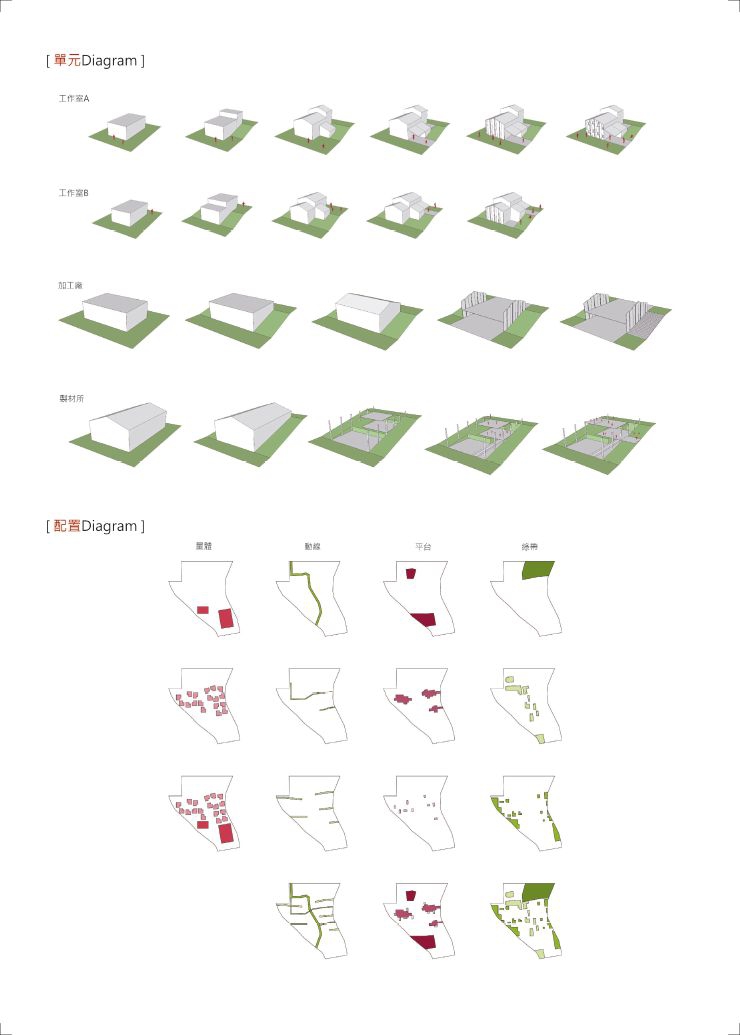 [ 單元Diagram ]
工作室A
工作室B
加工廠
製材所
[ 配置Diagram ]
量體 動線 平台 綠帶